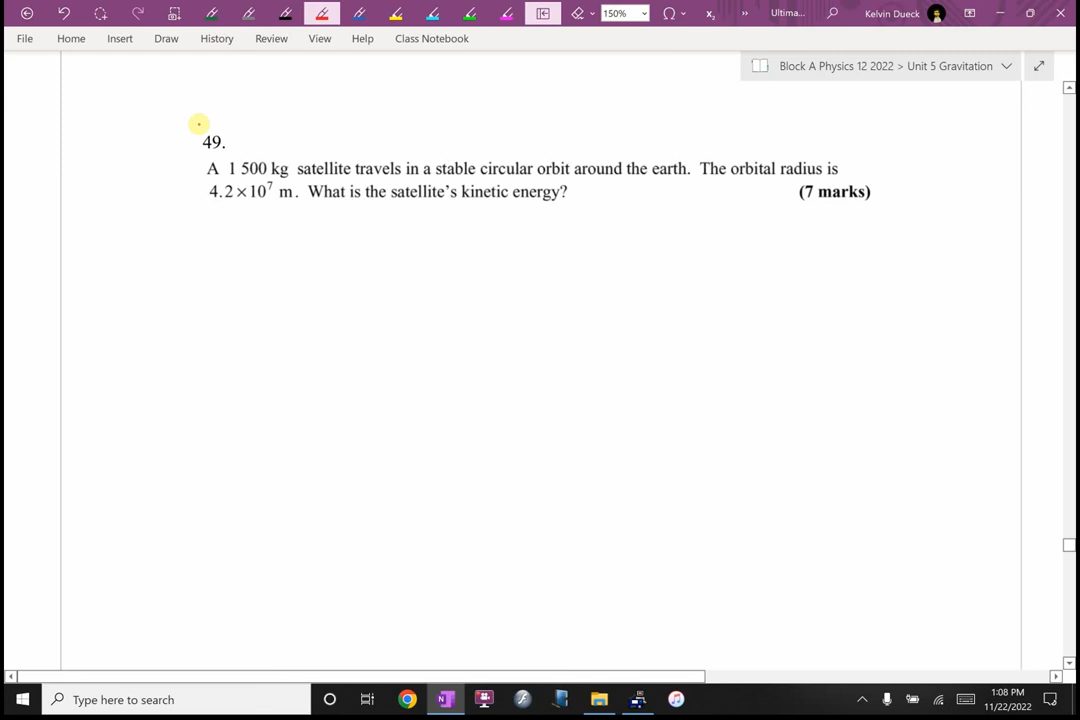 150%
x₂
»
Ultima...
Kelvin Dueck
File Home Insert Draw History Review View Help Class Notebook
Block A Physics 12 2022 > Unit 5 Gravitation
49.
A 1 500 kg satellite travels in a stable circular orbit around the earth. The orbital radius is
4.2×10⁷ m. What is the satellite's kinetic energy? (7 marks)
Type here to search
1:08 PM
11/22/2022